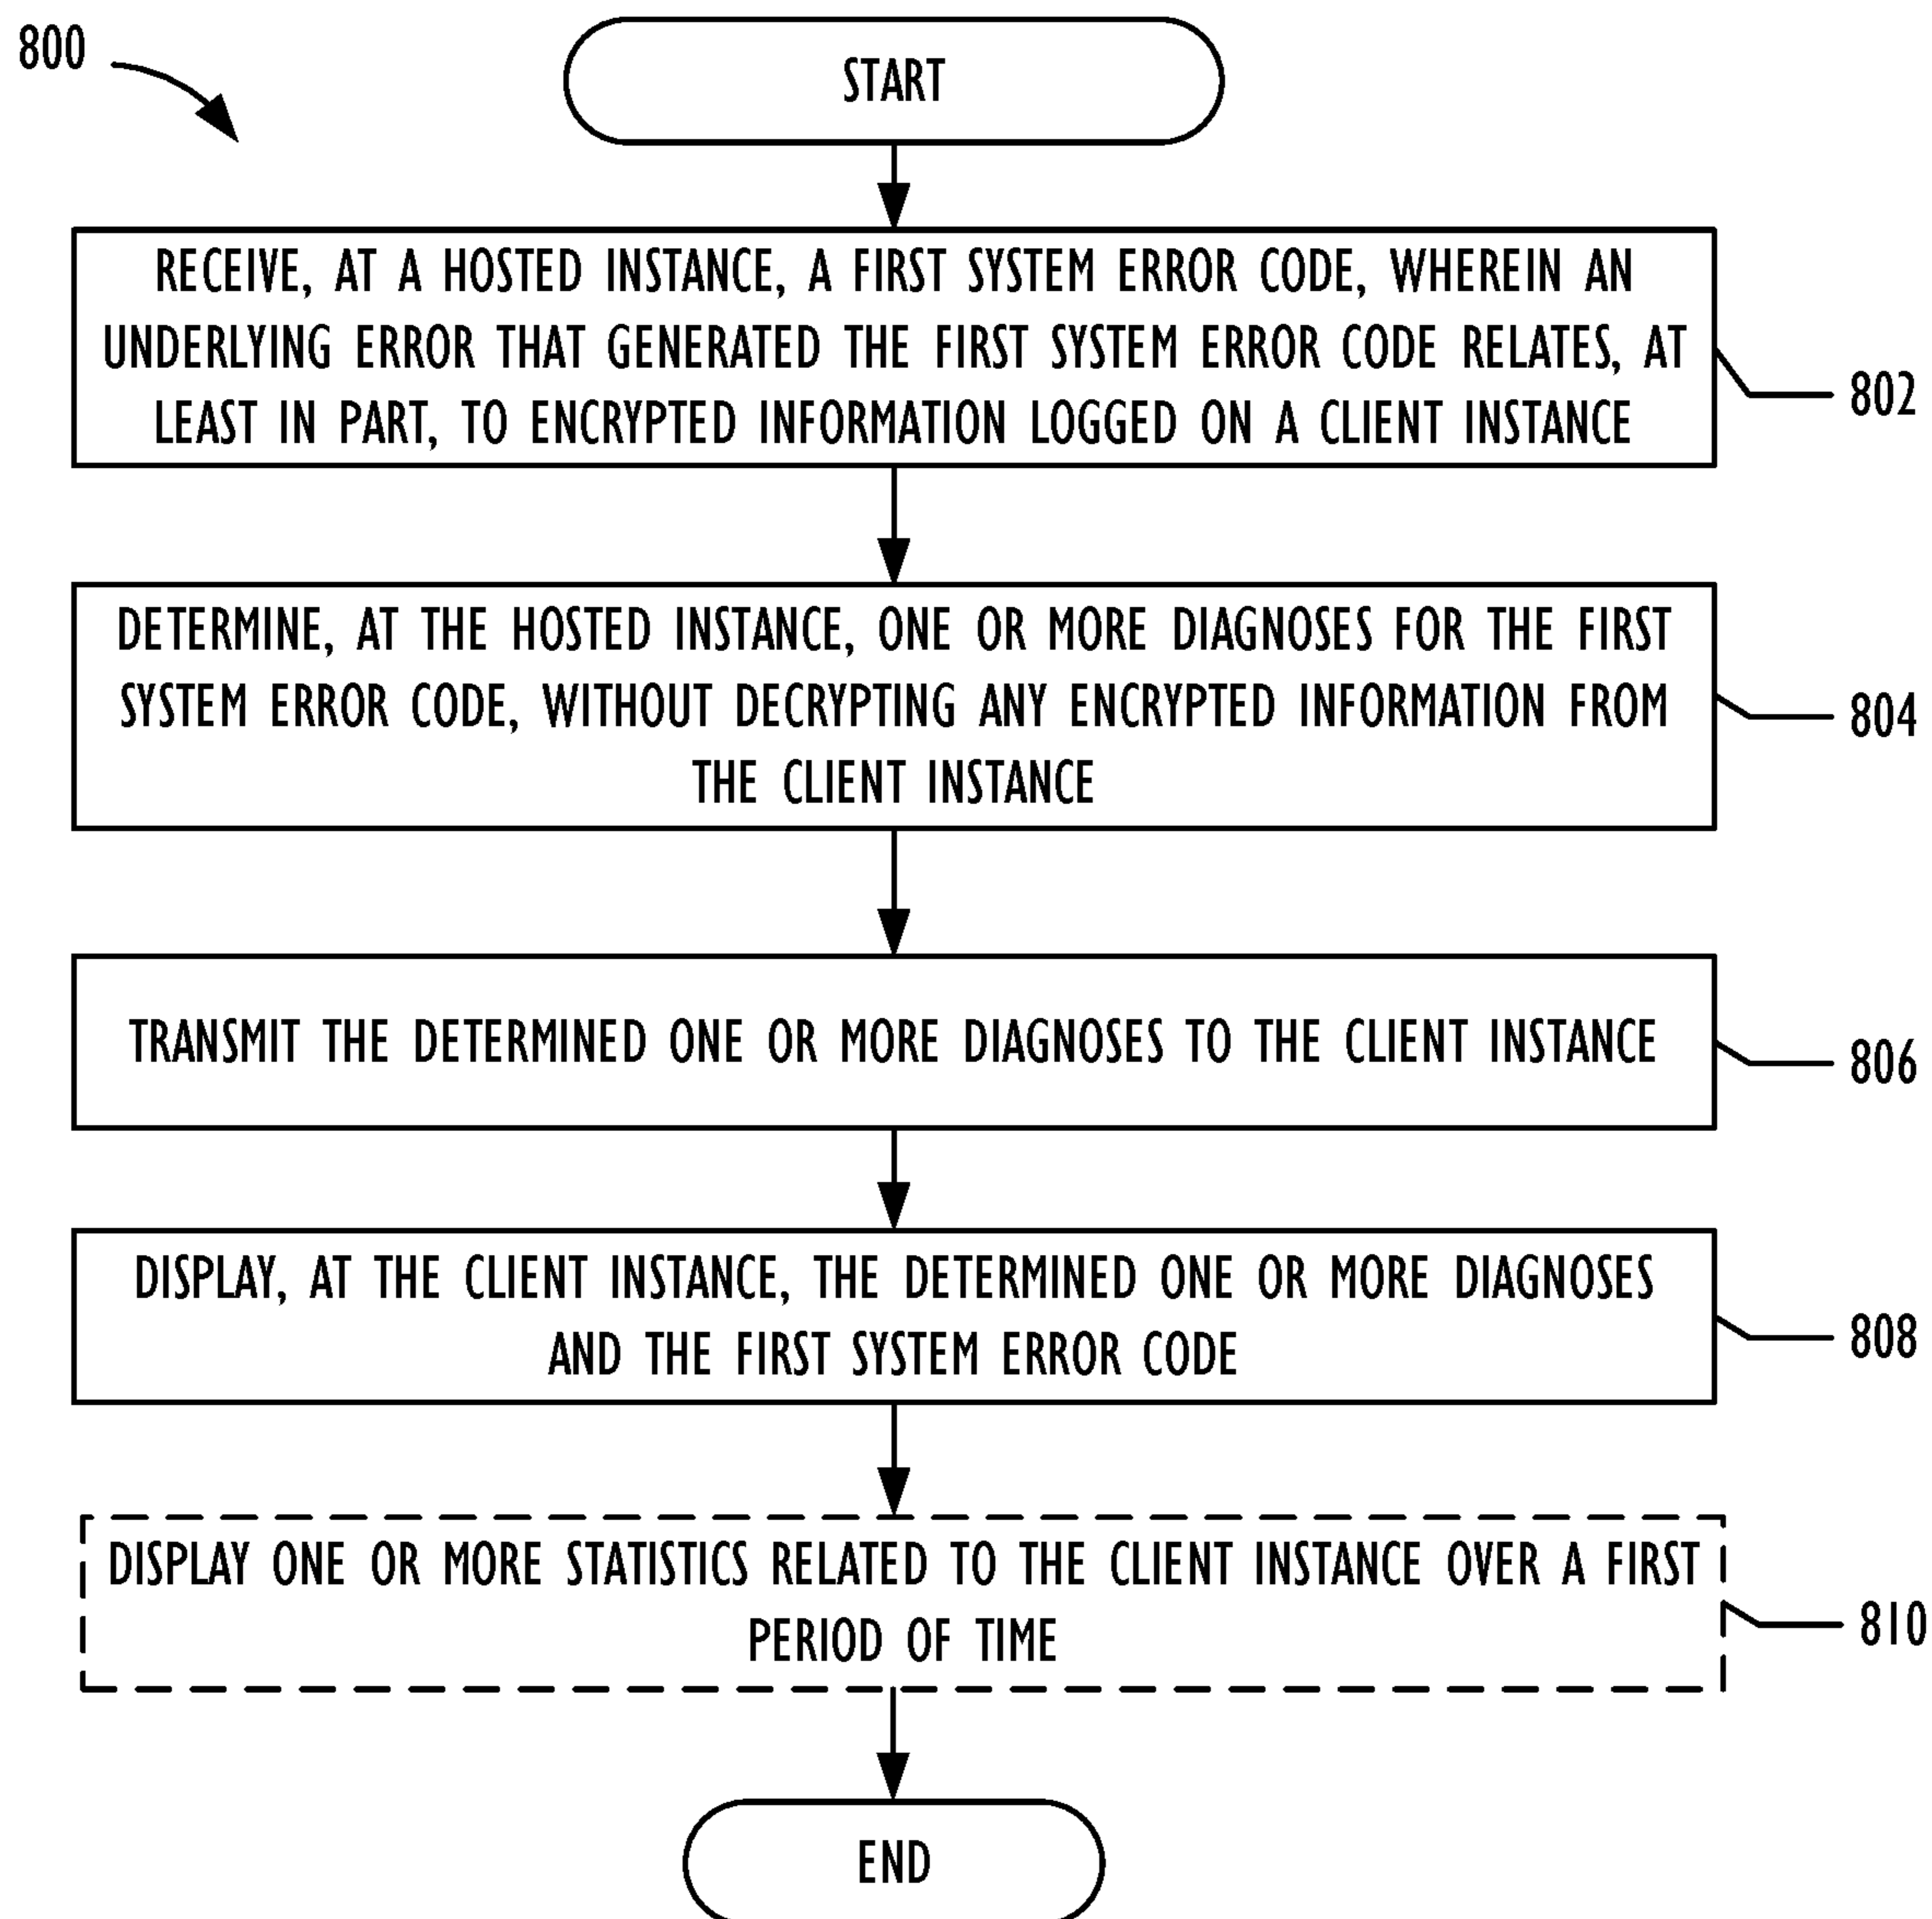 800
START
RECEIVE, AT A HOSTED INSTANCE, A FIRST SYSTEM ERROR CODE, WHEREIN AN
UNDERLYING ERROR THAT GENERATED THE FIRST SYSTEM ERROR CODE RELATES, AT
LEAST IN PART, TO ENCRYPTED INFORMATION LOGGED ON A CLIENT INSTANCE
802
DETERMINE, AT THE HOSTED INSTANCE, ONE OR MORE DIAGNOSES FOR THE FIRST
SYSTEM ERROR CODE, WITHOUT DECRYPTING ANY ENCRYPTED INFORMATION FROM
THE CLIENT INSTANCE
804
TRANSMIT THE DETERMINED ONE OR MORE DIAGNOSES TO THE CLIENT INSTANCE
806
DISPLAY, AT THE CLIENT INSTANCE, THE DETERMINED ONE OR MORE DIAGNOSES
AND THE FIRST SYSTEM ERROR CODE
808
DISPLAY ONE OR MORE STATISTICS RELATED TO THE CLIENT INSTANCE OVER A FIRST
PERIOD OF TIME
810
END